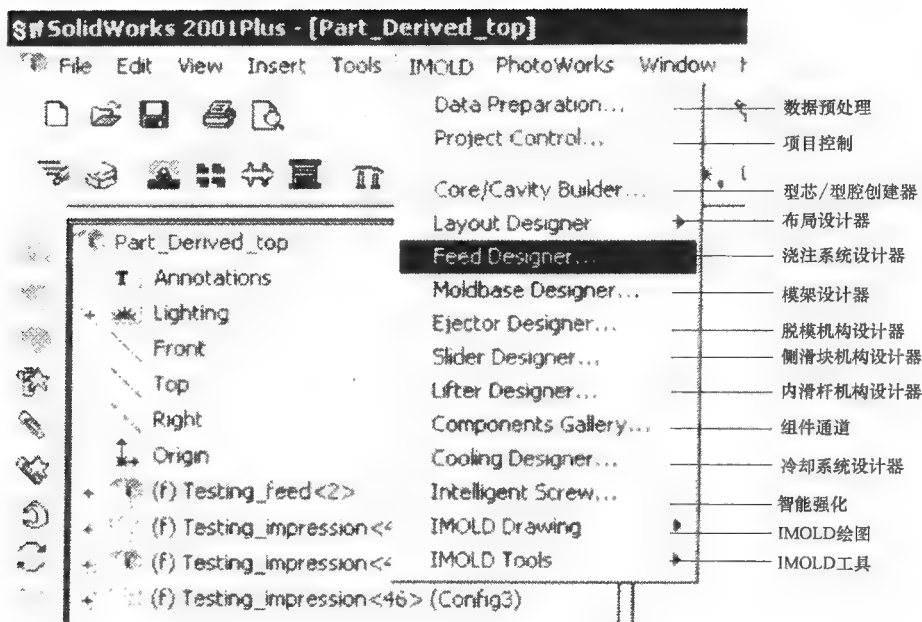 SolidWorks 2001Plus - [Part_Derived_top]
File Edit View Insert Tools IMOLD PhotoWorks Window
Data Preparation... 数据预处理
Project Control... 项目控制
Core/Cavity Builder... 型芯/型腔创建器
Layout Designer 布局设计器
Part_Derived_top
Feed Designer... 浇注系统设计器
Annotations
Moldbase Designer... 模架设计器
Lighting
Ejector Designer... 脱模机构设计器
Front
Slider Designer... 侧滑块机构设计器
Top
Lifter Designer... 内滑杆机构设计器
Right
Components Gallery... 组件通道
Origin
Cooling Designer... 冷却系统设计器
(f) Testing_feed<2>
Intelligent Screw... 智能强化
(f) Testing_impression<4
IMOLD Drawing IMOLD绘图
(f) Testing_impression<4
IMOLD Tools IMOLD工具
(f) Testing_impression<46> (Config3)